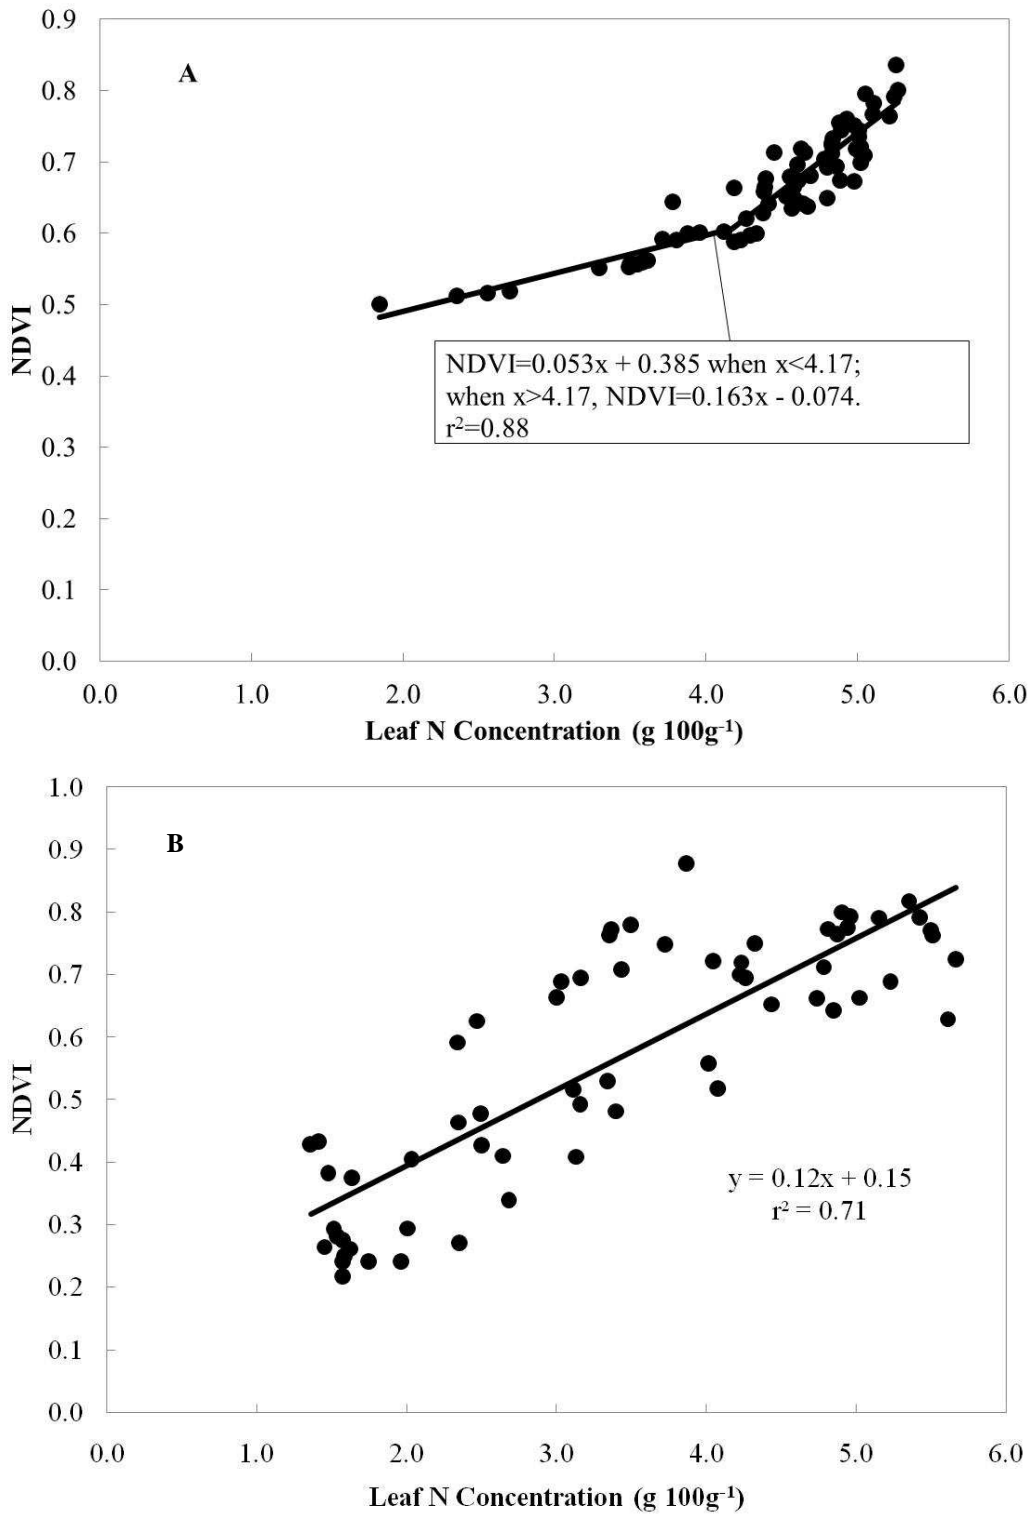 0.9
A
0.8
0.7
0.6
0.5
NDVI
NDVI=0.053x + 0.385 when x<4.17;
when x>4.17, NDVI=0.163x - 0.074.
r²=0.88
0.4
0.3
0.2
0.1
0.0
0.0 1.0 2.0 3.0 4.0 5.0 6.0
Leaf N Concentration (g 100g⁻¹)
1.0
B
0.9
0.8
0.7
0.6
0.5
NDVI
0.4
y = 0.12x + 0.15
r² = 0.71
0.3
0.2
0.1
0.0
0.0 1.0 2.0 3.0 4.0 5.0 6.0
Leaf N Concentration (g 100g⁻¹)